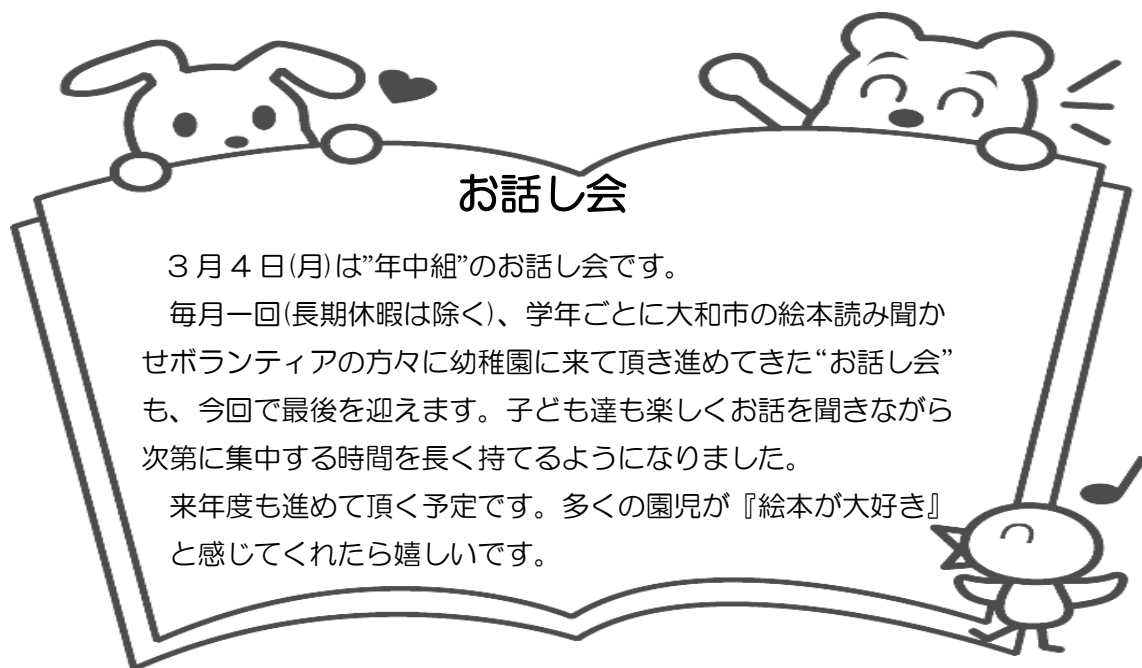 お話し会
3月4日(月)は”年中組”のお話し会です。
毎月一回(長期休暇は除く)、学年ごとに大和市の絵本読み聞か
せボランティアの方々に幼稚園に来て頂き進めてきた“お話し会”
も、今回で最後を迎えます。子ども達も楽しくお話を聞きながら
次第に集中する時間を長く持てるようになりました。
来年度も進めて頂く予定です。多くの園児が『絵本が大好き』
と感じてくれたら嬉しいです。